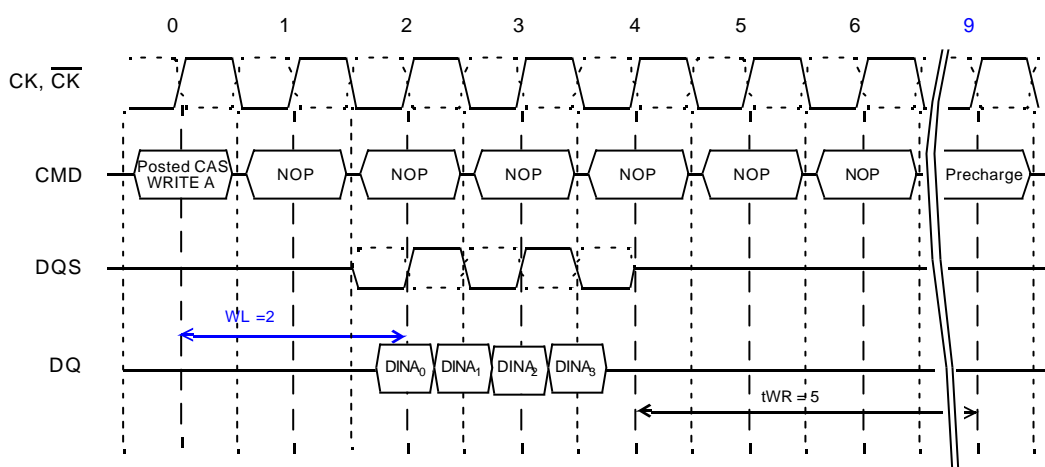 0 1 2 3 4 5 6 9
CK, CK
CMD
Posted CAS
WRITE A
NOP NOP NOP NOP NOP NOP Precharge
DQS
WL =2
DQ
DINA0 DINA1 DINA2 DINA3
tWR = 5